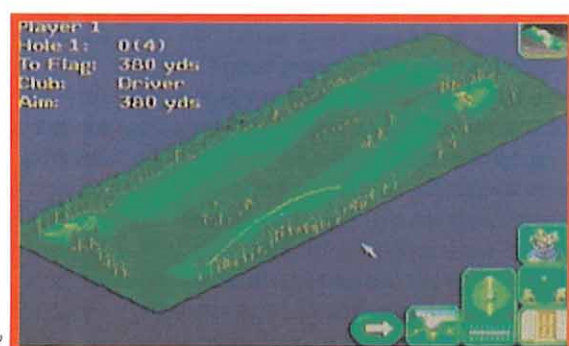 Player 1
Hole 1: 0(4)
To Flag: 380 yds
Club: Driver
Aim: 380 yds